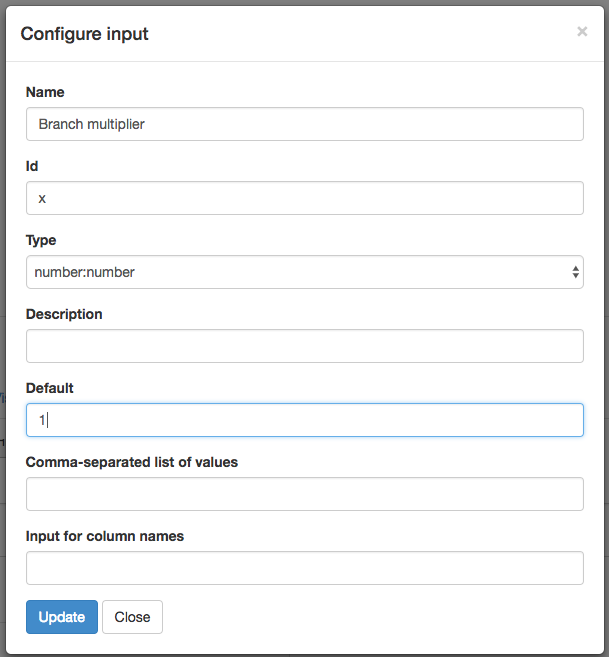 Configure input ×
Name
Branch multiplier
Id
x
Type
number:number
Description
Default
1
Comma-separated list of values
Input for column names
Update Close